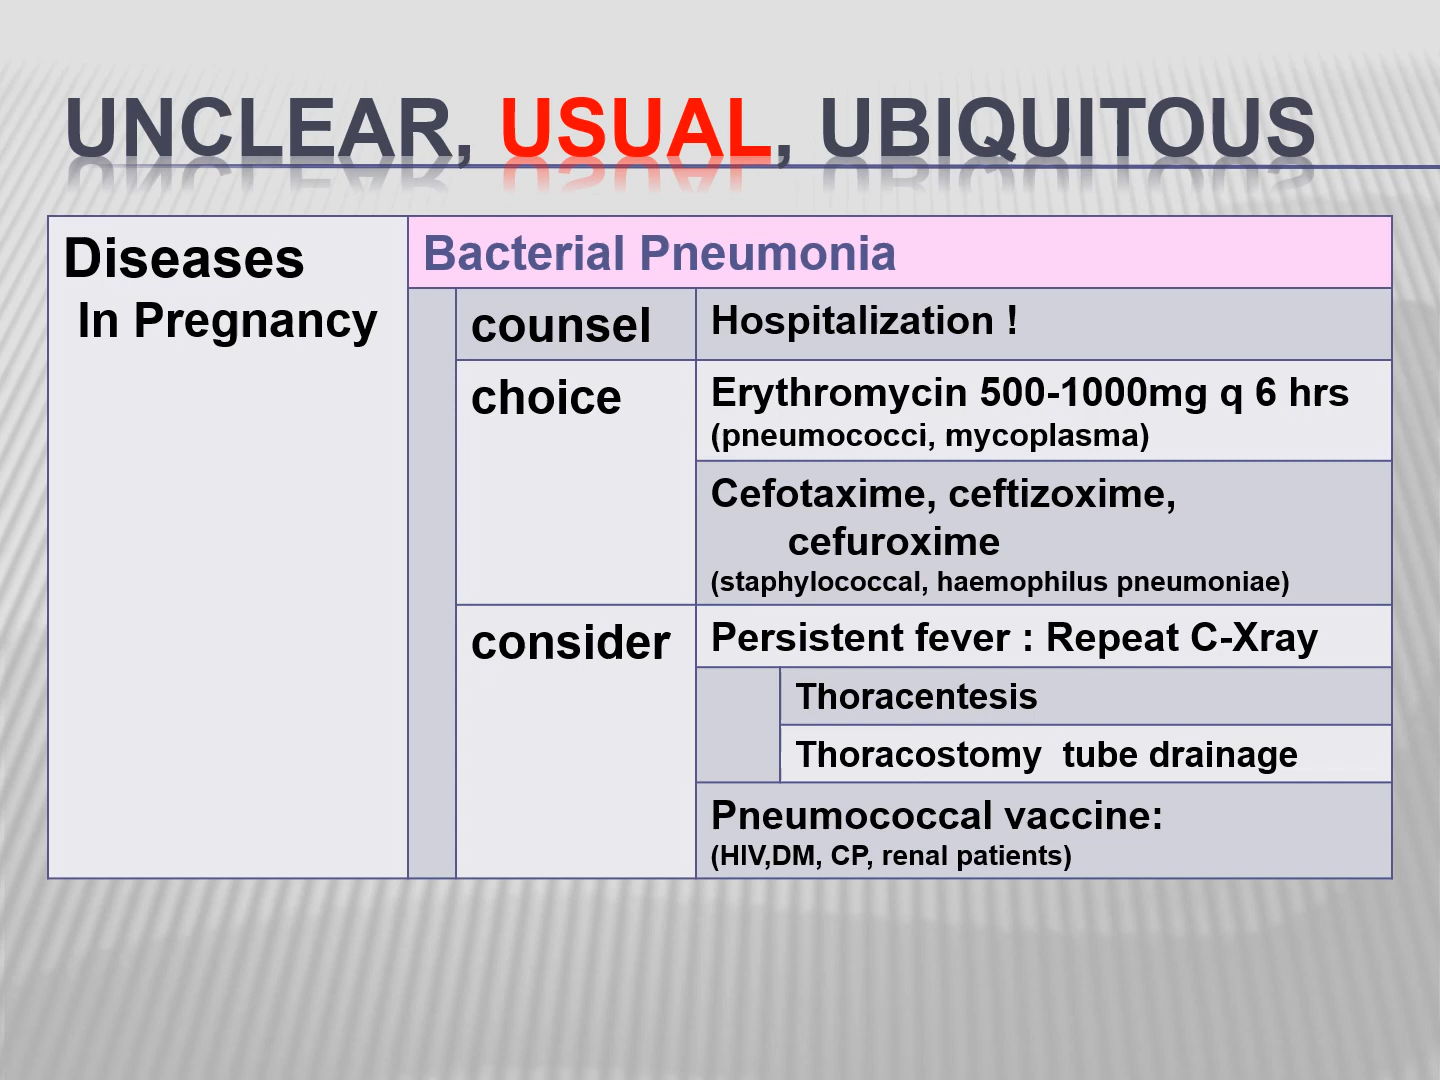 UNCLEAR, USUAL, UBIQUITOUS
Diseases
In Pregnancy
Bacterial Pneumonia
counsel
Hospitalization !
choice
Erythromycin 500-1000mg q 6 hrs
(pneumococci, mycoplasma)
Cefotaxime, ceftizoxime,
cefuroxime
(staphylococcal, haemophilus pneumoniae)
consider
Persistent fever : Repeat C-Xray
Thoracentesis
Thoracostomy  tube drainage
Pneumococcal vaccine:
(HIV,DM, CP, renal patients)